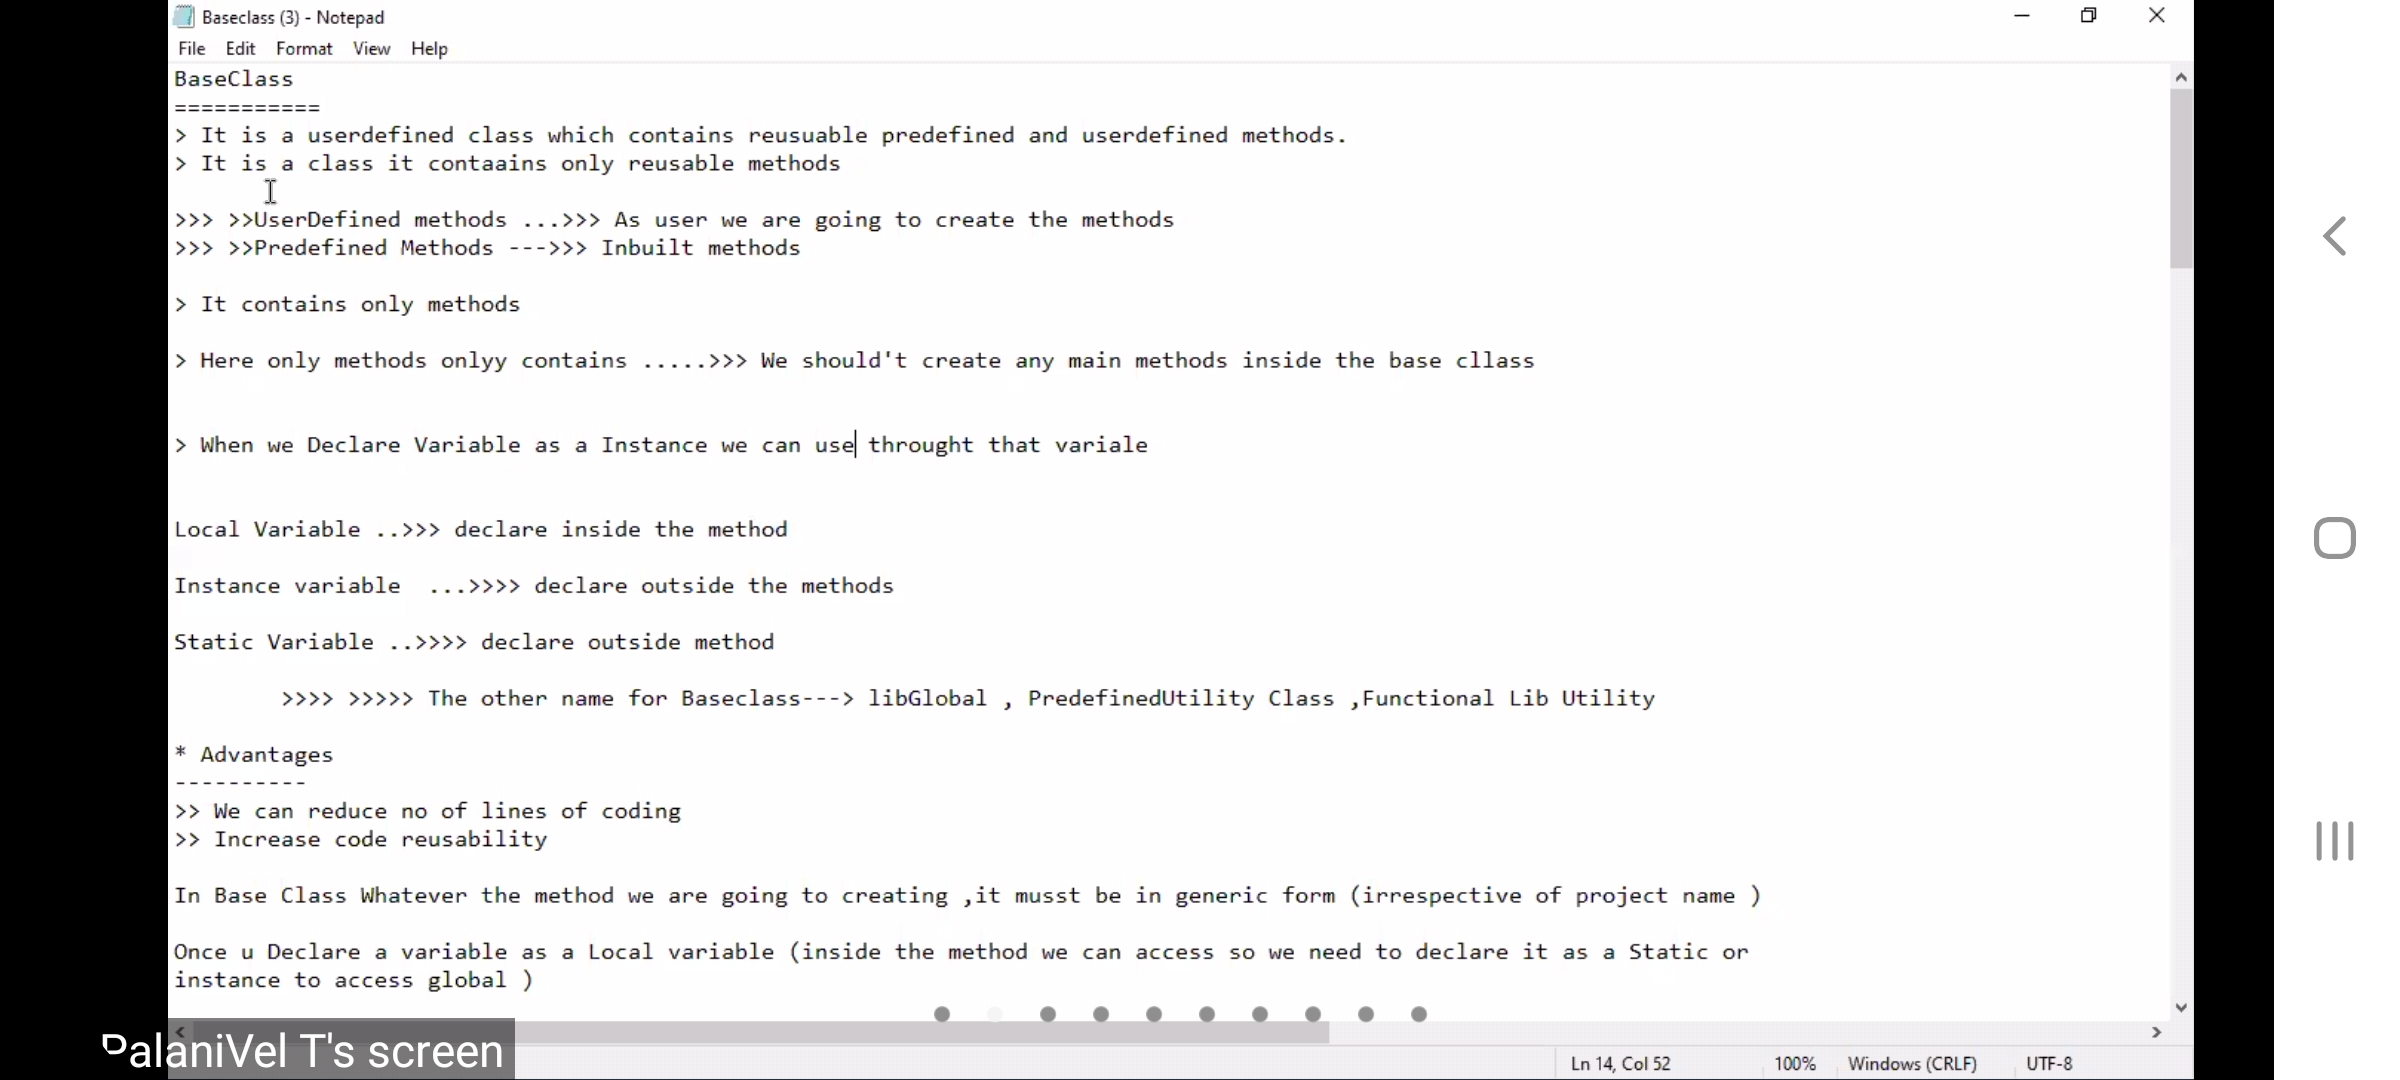 Baseclass (3) - Notepad
File Edit Format View Help
BaseClass
===========
> It is a userdefined class which contains reusuable predefined and userdefined methods.
> It is a class it contaains only reusable methods
>>> >>UserDefined methods ...>>> As user we are going to create the methods
>>> >>Predefined Methods --->>> Inbuilt methods
> It contains only methods
> Here only methods onlyy contains .....>>> We should't create any main methods inside the base cllass
> When we Declare Variable as a Instance we can use throught that variale
Local Variable ..>>> declare inside the method
Instance variable  ...>>>> declare outside the methods
Static Variable ..>>>> declare outside method
>>>> >>>>> The other name for Baseclass---> libGlobal , PredefinedUtility Class ,Functional Lib Utility
* Advantages
----------
>> We can reduce no of lines of coding
>> Increase code reusability
In Base Class Whatever the method we are going to creating ,it musst be in generic form (irrespective of project name )
Once u Declare a variable as a Local variable (inside the method we can access so we need to declare it as a Static or
instance to access global )
PalaniVel T's screen
Ln 14, Col 52 100% Windows (CRLF) UTF-8